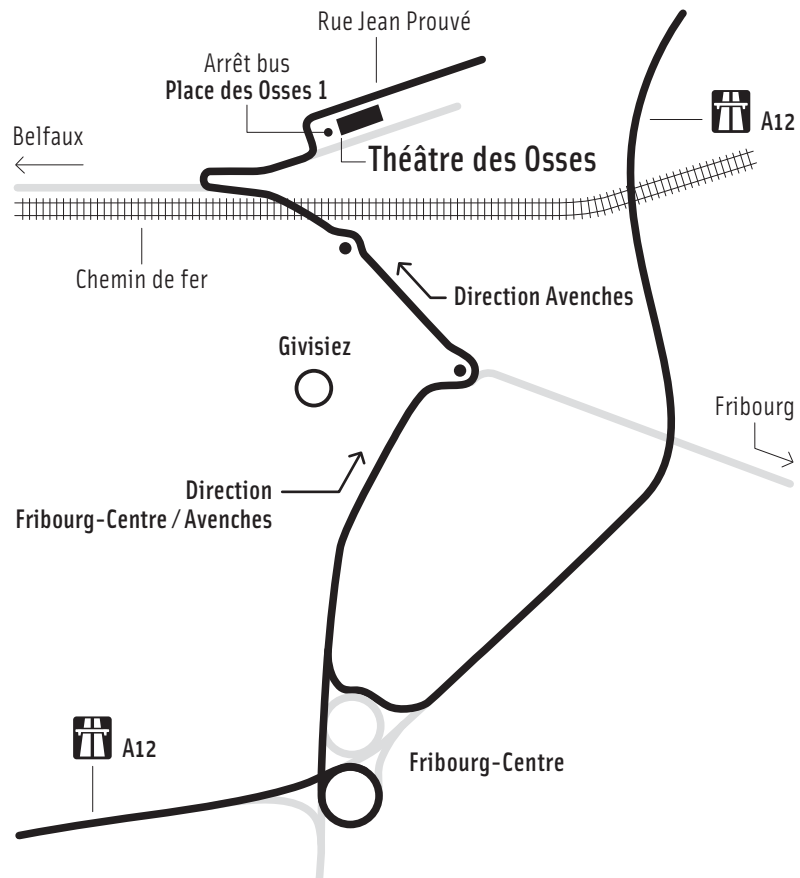 Rue Jean Prouvé
Arrêt bus
Place des Osses 1
A12
Belfaux
Théâtre des Osses
Chemin de fer
Direction Avenches
Givisiez
Fribourg
Direction
Fribourg-Centre / Avenches
A12
Fribourg-Centre